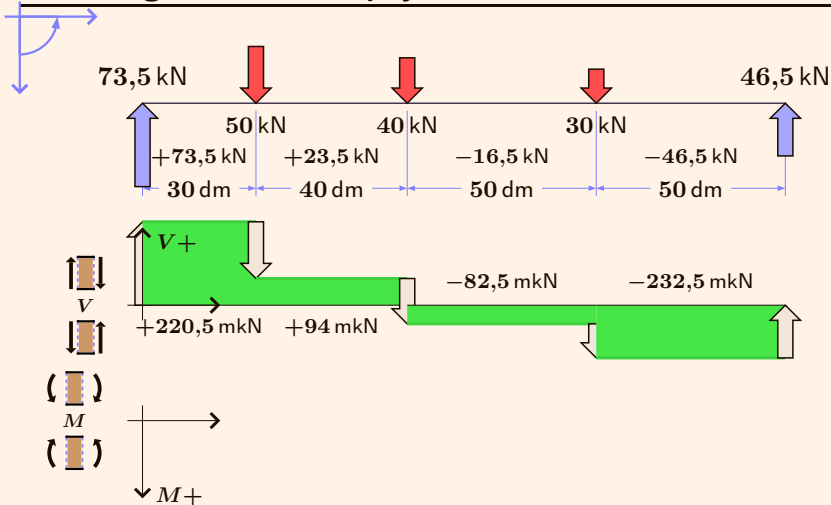 73,5 kN 46,5 kN
50 kN 40 kN 30 kN
+73,5 kN +23,5 kN −16,5 kN −46,5 kN
30 dm 40 dm 50 dm 50 dm
V+
−82,5 mkN −232,5 mkN
V
+220,5 mkN +94 mkN
M
M+